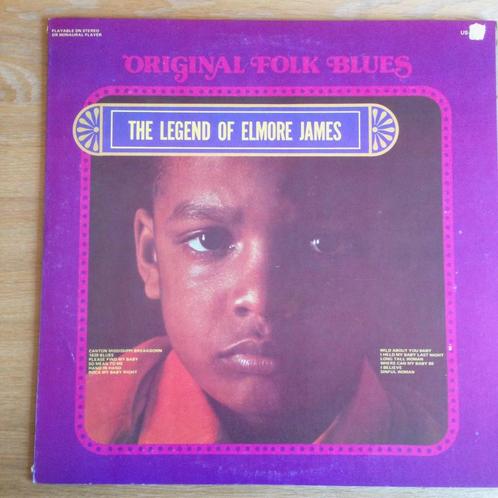 PLAYABLE ON STEREO
OR MONAURAL PLAYER
US-
ORIGINAL FOLK BLUES
THE LEGEND OF ELMORE JAMES
CANTON MISSISSIPPI BREAKDOWN
1839 BLUES
PLEASE FIND MY BABY
SO MEAN TO ME
HAND IN HAND
ROCK MY BABY RIGHT
WILD ABOUT YOU BABY
I HELD MY BABY LAST NIGHT
LONG TALL WOMAN
WHERE CAN MY BABY BE
I BELIEVE
SINFUL WOMAN